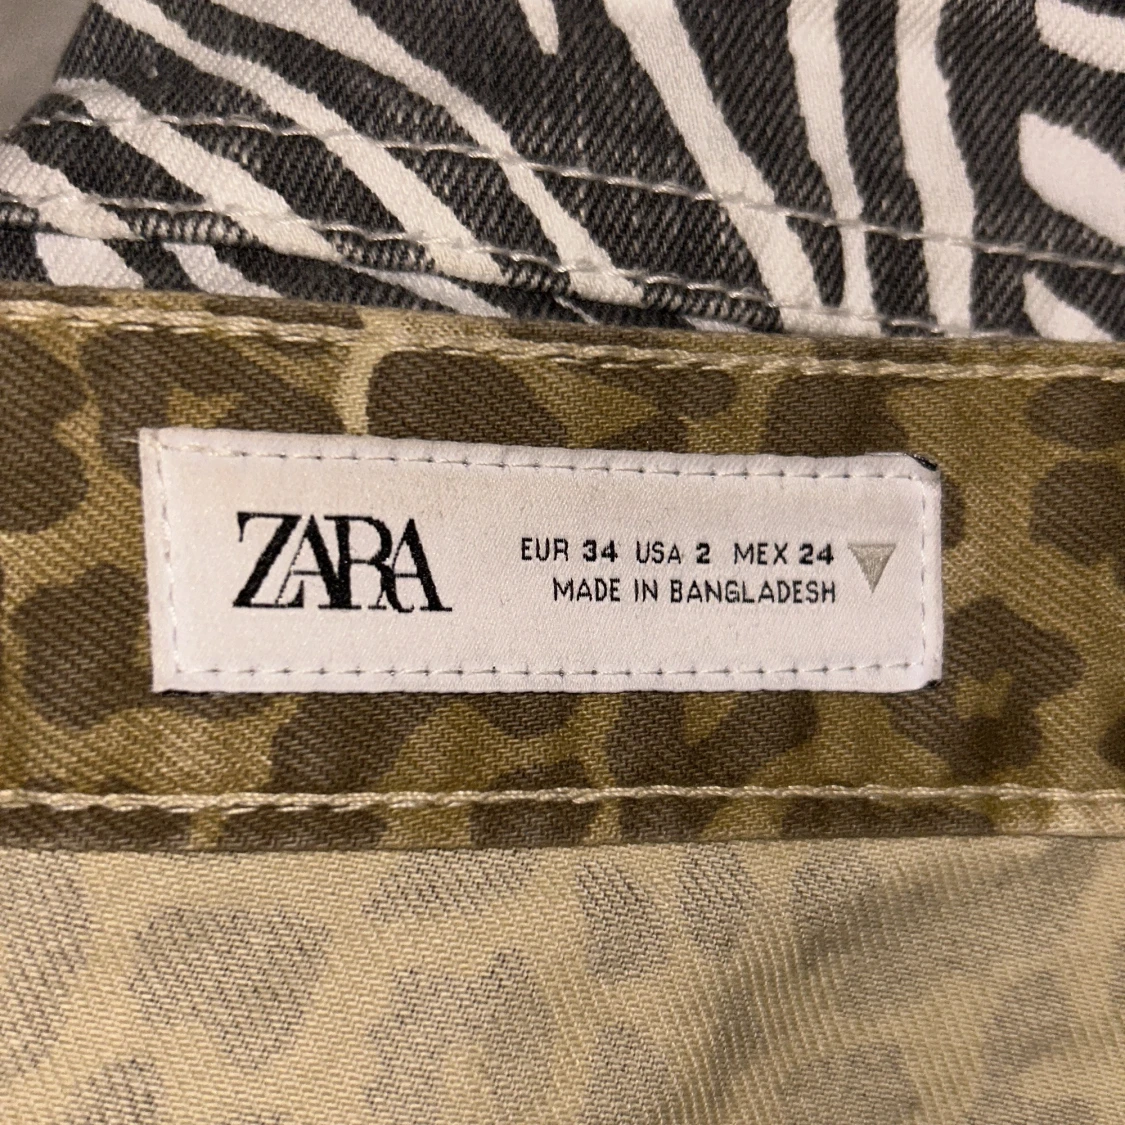 ZARA
EUR 34 USA 2 MEX 24
MADE IN BANGLADESH